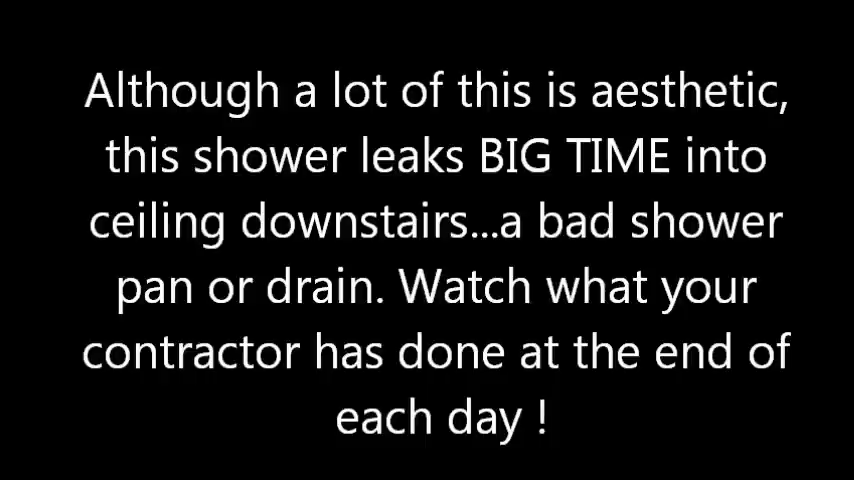 Although a lot of this is aesthetic,
this shower leaks BIG TIME into
ceiling downstairs...a bad shower
pan or drain. Watch what your
contractor has done at the end of
each day !